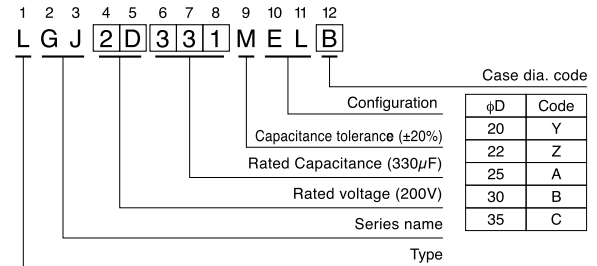 1 2 3 4 5 6 7 8 9 10 11 12
L G J 2 D 3 3 1 M E L B
Case dia. code
Configuration
Capacitance tolerance (±20%)
Rated Capacitance (330µF)
Rated voltage (200V)
Series name
Type
ϕD Code
20 Y
22 Z
25 A
30 B
35 C